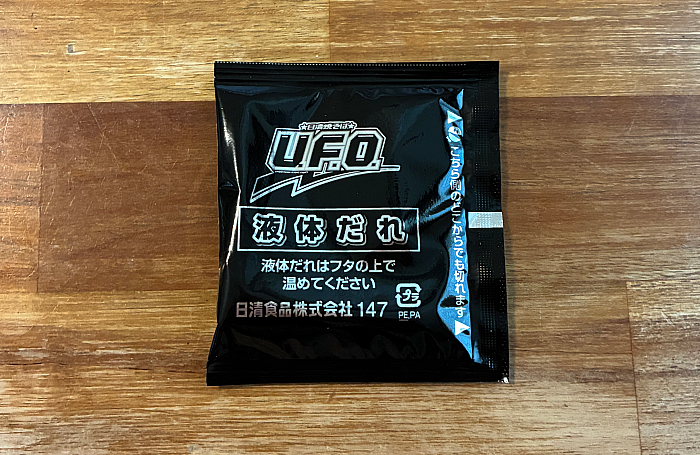 ★日清焼そば★
U.F.O.
液体だれ
液体だれはフタの上で
温めてください
日清食品株式会社 147
プラ
PE,PA
こちら側のどこからでも切れます